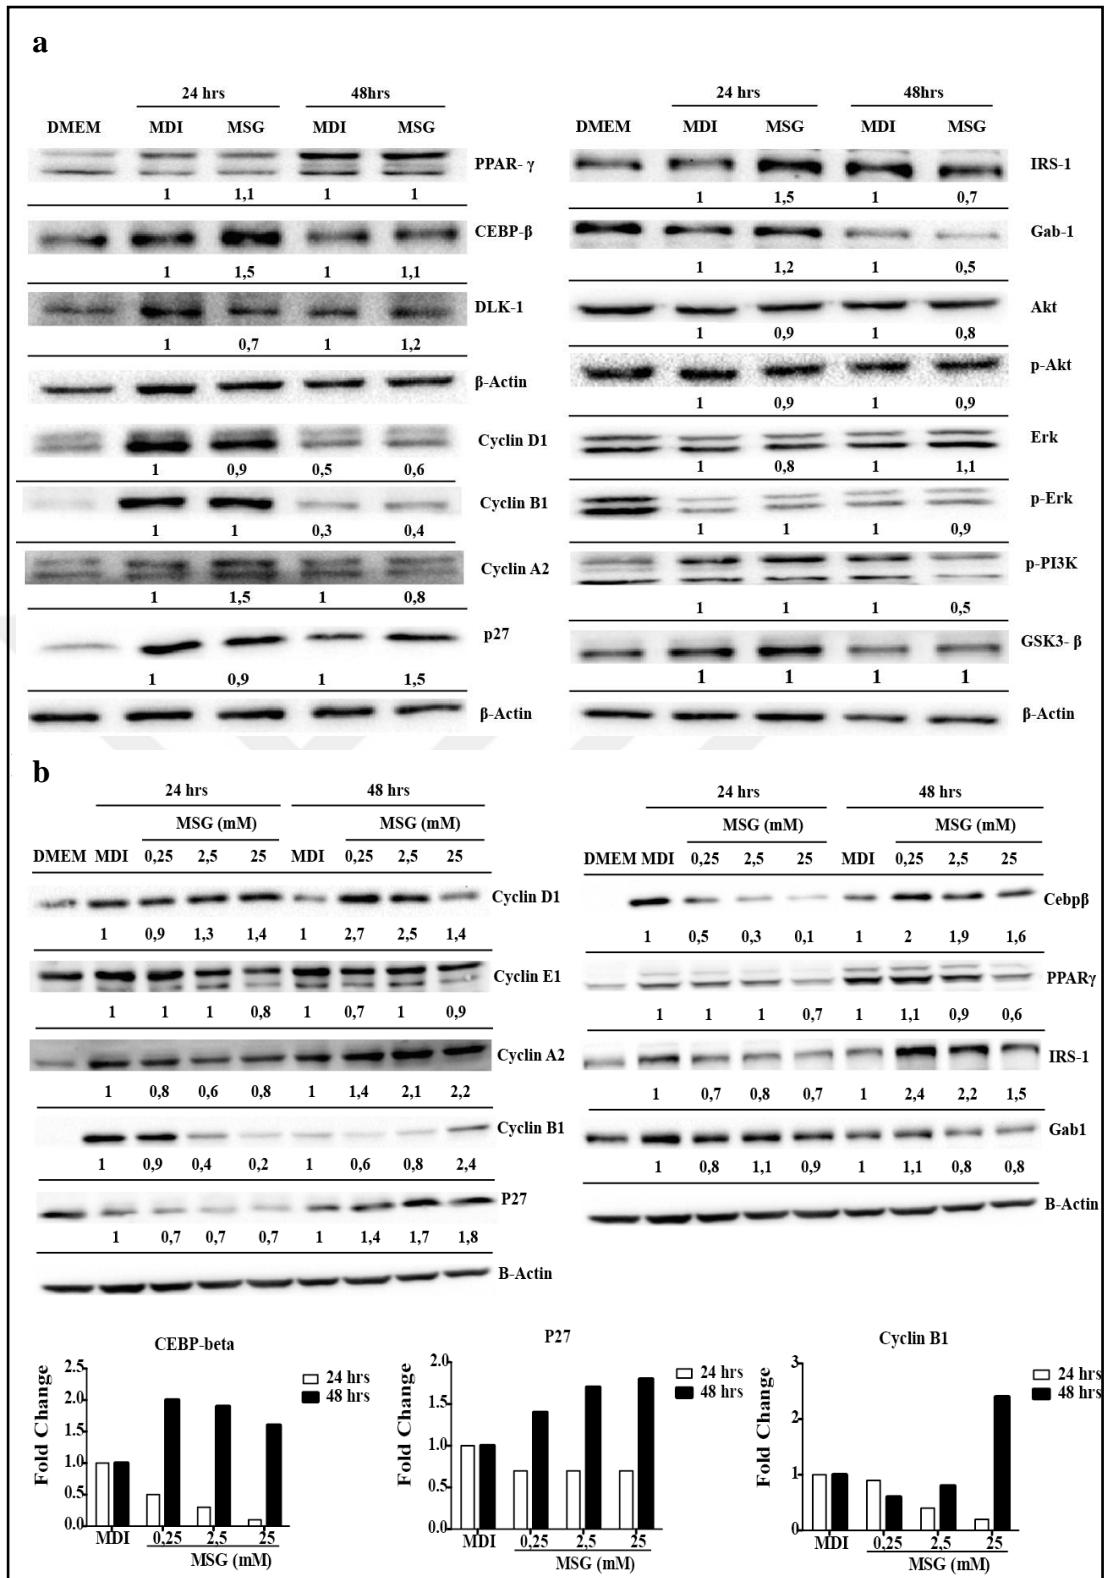 a
24 hrs 48hrs
DMEM MDI MSG MDI MSG
PPAR- γ
1 1,1 1 1
CEBP-β
1 1,5 1 1,1
DLK-1
1 0,7 1 1,2
β-Actin
Cyclin D1
1 0,9 0,5 0,6
Cyclin B1
1 1 0,3 0,4
Cyclin A2
1 1,5 1 0,8
p27
1 0,9 1 1,5
β-Actin
24 hrs 48hrs
DMEM MDI MSG MDI MSG
IRS-1
1 1,5 1 0,7
Gab-1
1 1,2 1 0,5
Akt
1 0,9 1 0,8
p-Akt
1 0,9 1 0,9
Erk
1 0,8 1 1,1
p-Erk
1 1 1 0,9
p-PI3K
1 1 1 0,5
GSK3- β
1 1 1 1
β-Actin
b
24 hrs 48 hrs
MSG (mM) MSG (mM)
DMEM MDI 0,25 2,5 25 MDI 0,25 2,5 25
Cyclin D1
1 0,9 1,3 1,4 1 2,7 2,5 1,4
Cyclin E1
1 1 1 0,8 1 0,7 1 0,9
Cyclin A2
1 0,8 0,6 0,8 1 1,4 2,1 2,2
Cyclin B1
1 0,9 0,4 0,2 1 0,6 0,8 2,4
P27
1 0,7 0,7 0,7 1 1,4 1,7 1,8
B-Actin
24 hrs 48 hrs
MSG (mM) MSG (mM)
DMEM MDI 0,25 2,5 25 MDI 0,25 2,5 25
Cebpβ
1 0,5 0,3 0,1 1 2 1,9 1,6
PPARγ
1 1 1 0,7 1 1,1 0,9 0,6
IRS-1
1 0,7 0,8 0,7 1 2,4 2,2 1,5
Gab1
1 0,8 1,1 0,9 1 1,1 0,8 0,8
B-Actin
CEBP-beta
Fold Change
2.5
2.0
1.5
1.0
0.5
0.0
24 hrs
48 hrs
MDI 0,25 2,5 25
MSG (mM)
P27
Fold Change
2.0
1.5
1.0
0.5
0.0
24 hrs
48 hrs
MDI 0,25 2,5 25
MSG (mM)
Cyclin B1
Fold Change
3
2
1
0
24 hrs
48 hrs
MDI 0,25 2,5 25
MSG (mM)